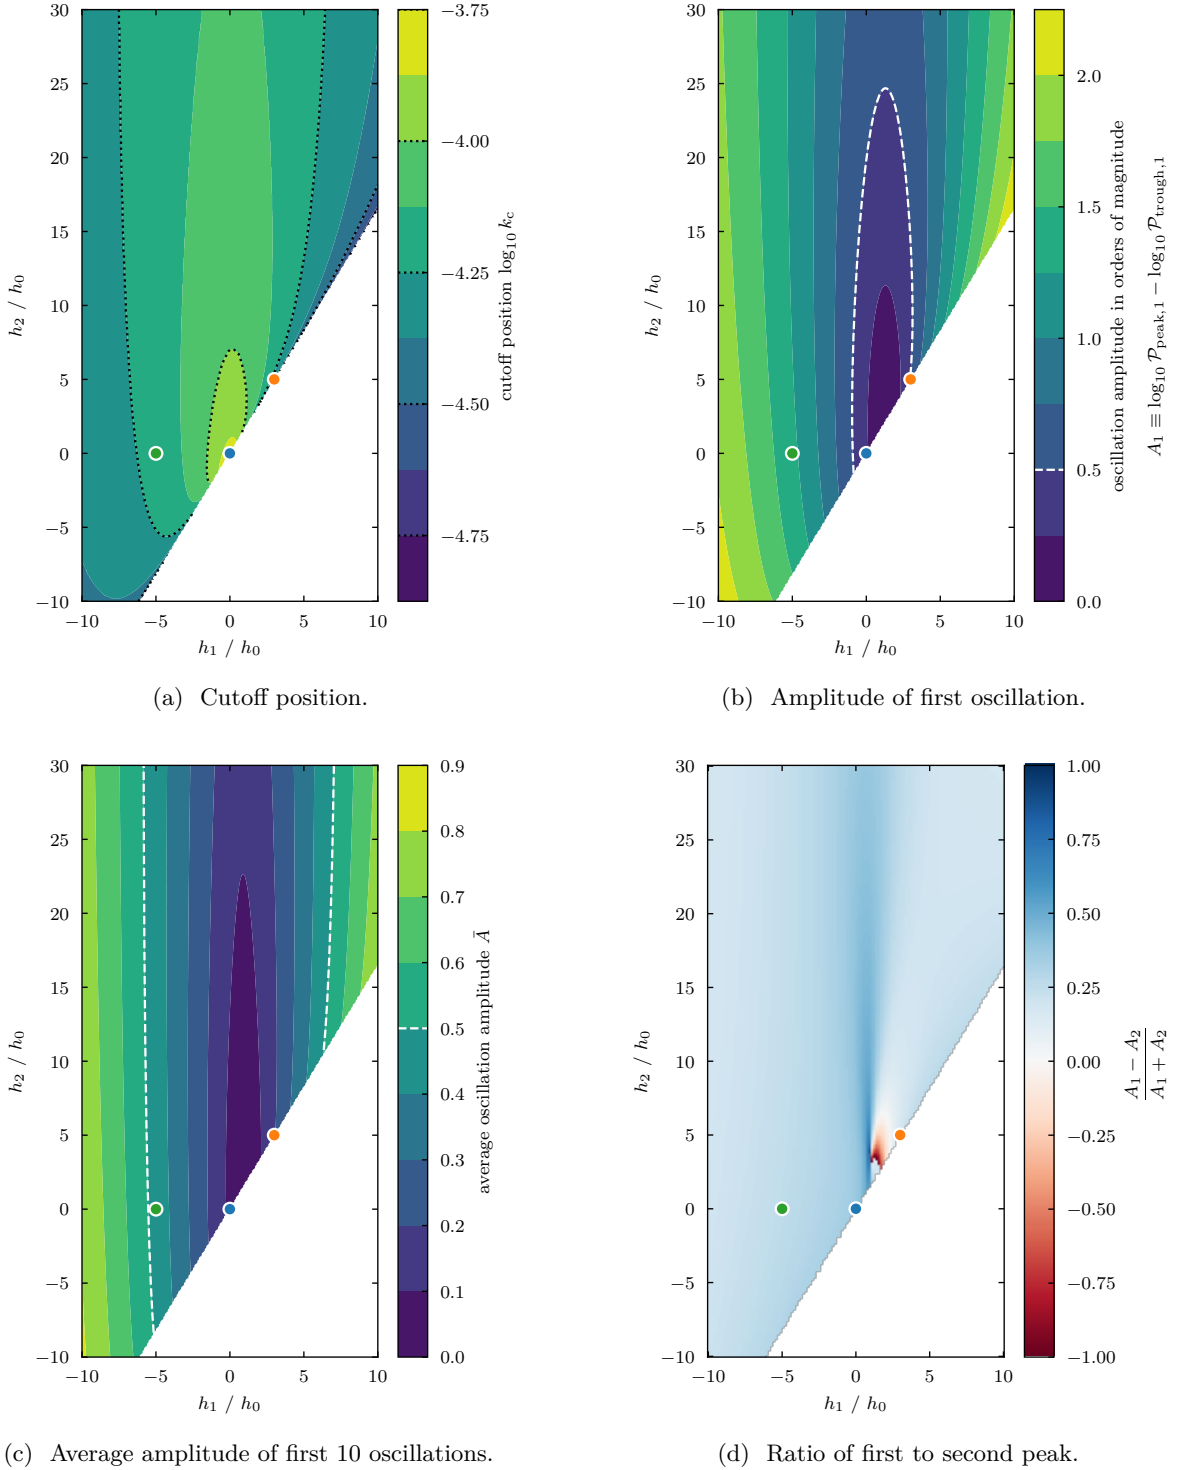 30
25
20
15
10
5
0
−5
−10
h₂ / h₀
−10 −5 0 5 10
h₁ / h₀
−3.75
−4.00
−4.25
−4.50
−4.75
cutoff position log₁₀ k_c
(a) Cutoff position.
30
25
20
15
10
5
0
−5
−10
h₂ / h₀
−10 −5 0 5 10
h₁ / h₀
2.0
1.5
1.0
0.5
0.0
oscillation amplitude in orders of magnitude
A₁ ≡ log₁₀ 𝒫_peak,1 − log₁₀ 𝒫_trough,1
(b) Amplitude of first oscillation.
30
25
20
15
10
5
0
−5
−10
h₂ / h₀
−10 −5 0 5 10
h₁ / h₀
0.9
0.8
0.7
0.6
0.5
0.4
0.3
0.2
0.1
0.0
average oscillation amplitude Ā
(c) Average amplitude of first 10 oscillations.
30
25
20
15
10
5
0
−5
−10
h₂ / h₀
−10 −5 0 5 10
h₁ / h₀
1.00
0.75
0.50
0.25
0.00
−0.25
−0.50
−0.75
−1.00
A₁ − A₂
A₁ + A₂
(d) Ratio of first to second peak.